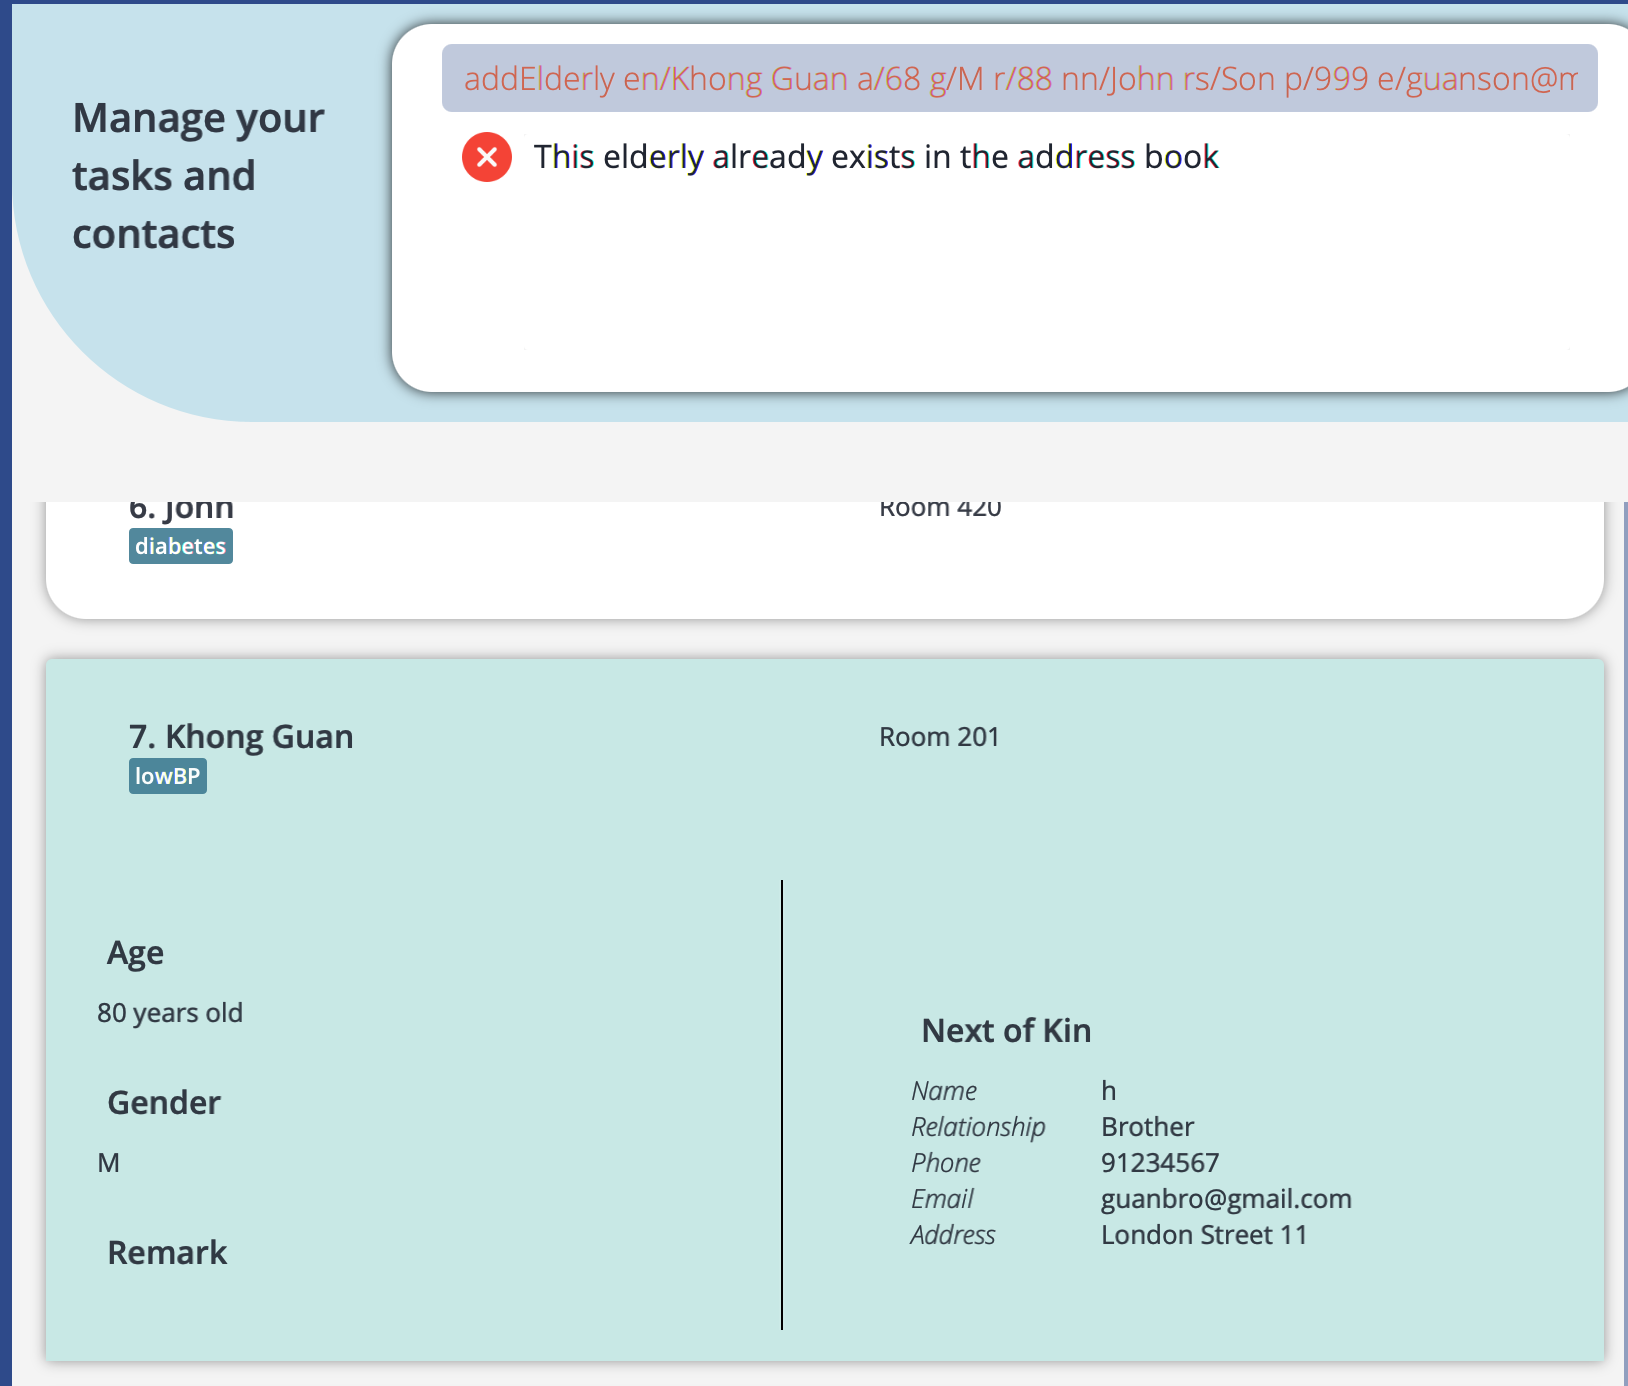 Manage your
tasks and
contacts
addElderly en/Khong Guan a/68 g/M r/88 nn/John rs/Son p/999 e/guanson@m
This elderly already exists in the address book
6. John
Room 420
diabetes
7. Khong Guan
Room 201
lowBP
Age
80 years old
Gender
M
Remark
Next of Kin
Name h
Relationship Brother
Phone 91234567
Email guanbro@gmail.com
Address London Street 11